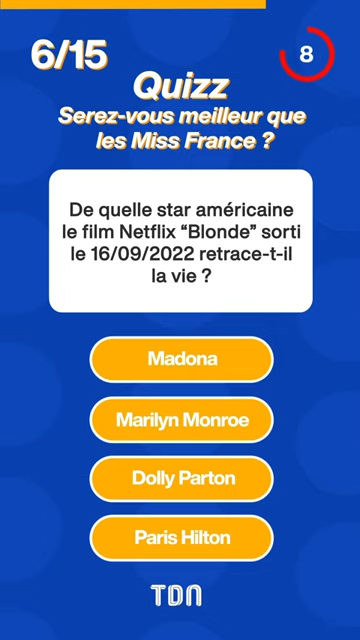 6/15
8
Quizz
Serez-vous meilleur que
les Miss France ?
De quelle star américaine
le film Netflix “Blonde” sorti
le 16/09/2022 retrace-t-il
la vie ?
Madona
Marilyn Monroe
Dolly Parton
Paris Hilton
TDN